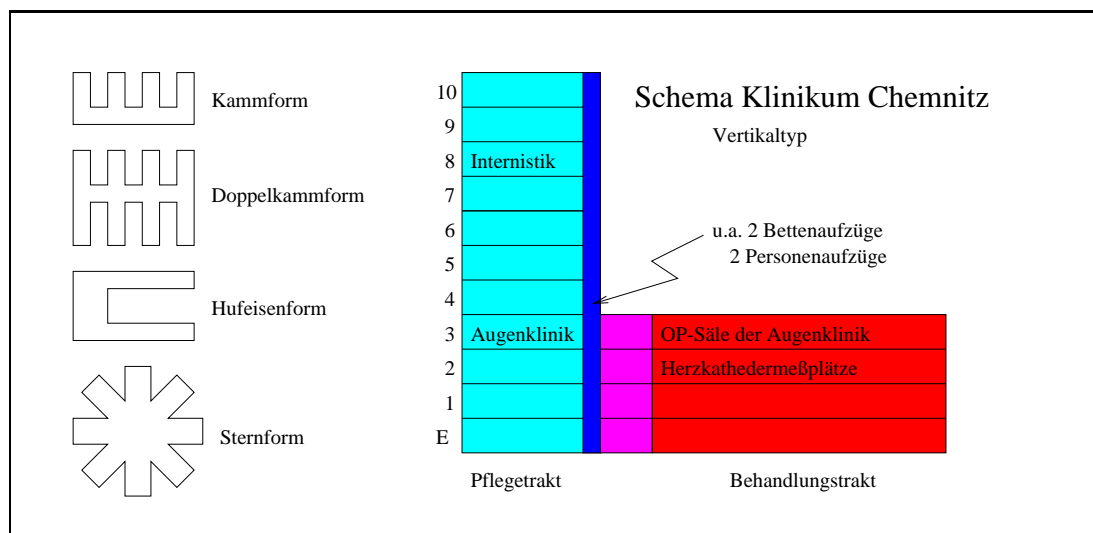 Kammform
Doppelkammform
Hufeisenform
Sternform
Schema Klinikum Chemnitz
Vertikaltyp
10
9
8 Internistik
7
6
5
4
3 Augenklinik OP-Säle der Augenklinik
2 Herzkathedermeßplätze
1
E
u.a. 2 Bettenaufzüge
2 Personenaufzüge
Pflegetrakt Behandlungstrakt